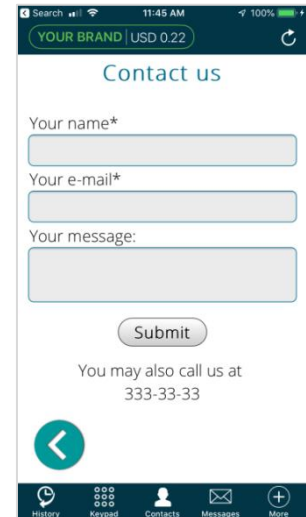 Search 11:45 AM 100%
YOUR BRAND | USD 0.22
Contact us
Your name*
Your e-mail*
Your message:
Submit
You may also call us at
333-33-33
History Keypad Contacts Messages More